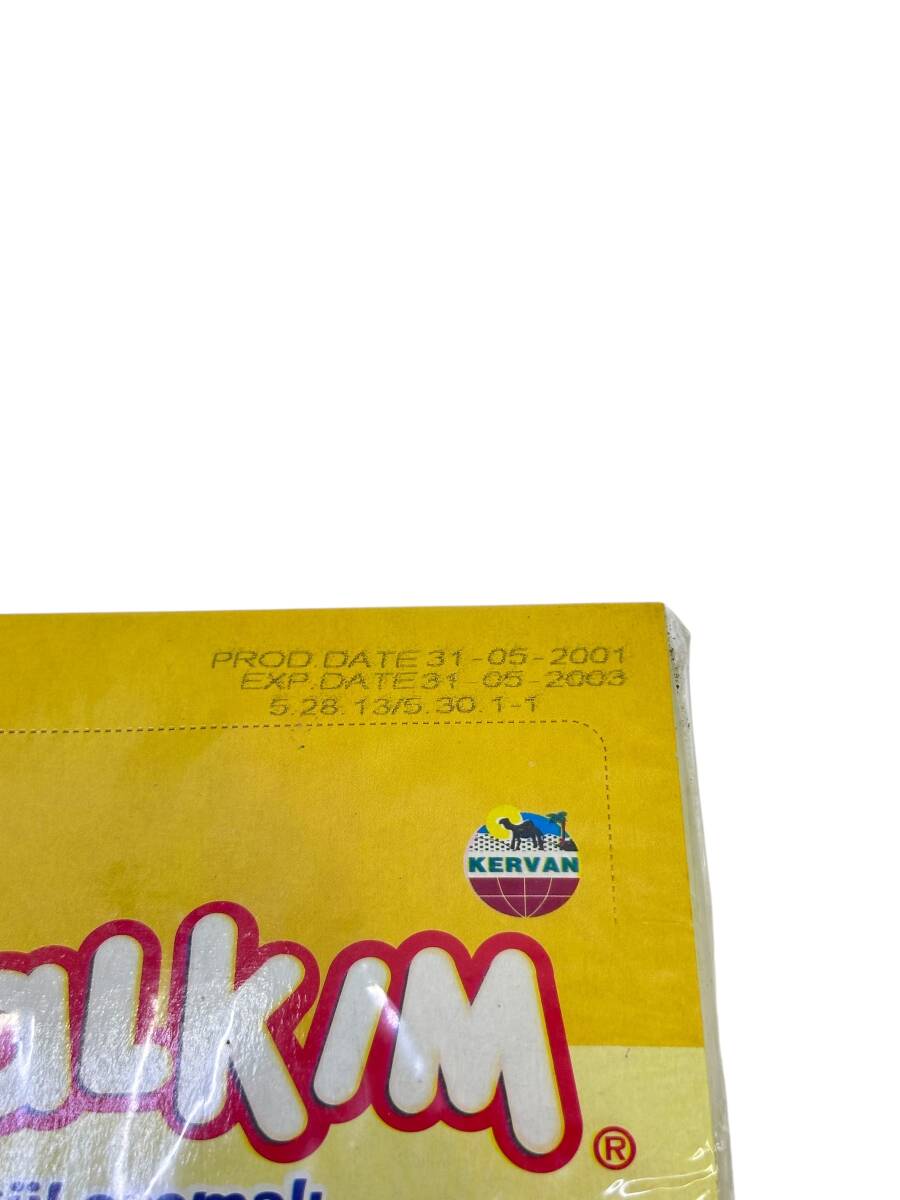 PROD.DATE 31-05-2001
EXP.DATE 31-05-2003
5.28.13/5.30.1-1
KERVAN
ALKIM ®
aromalı